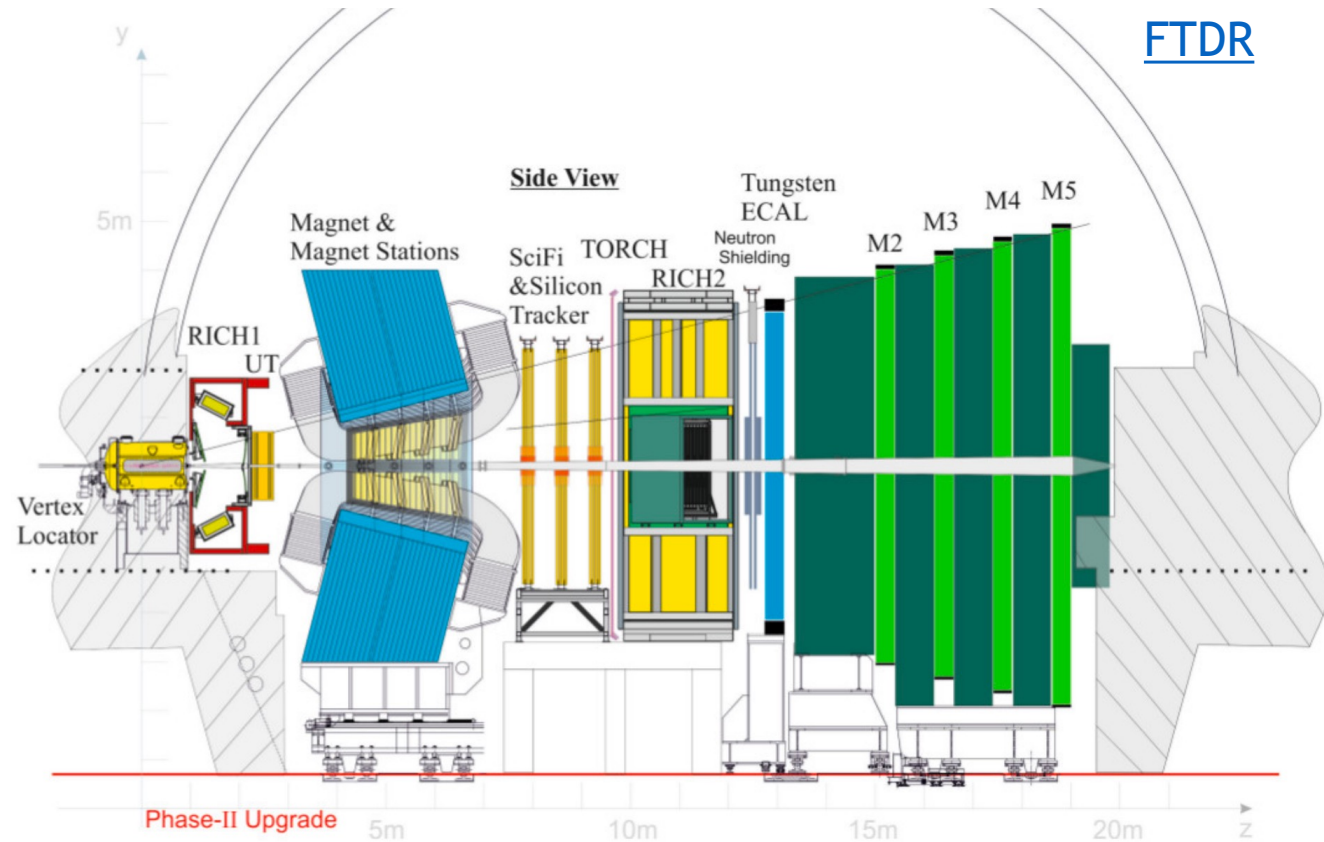 FTDR
y
5m
Side View
Magnet &
Magnet Stations
SciFi
&Silicon
Tracker
TORCH
RICH2
Neutron
Shielding
Tungsten
ECAL
M2
M3
M4
M5
RICH1
UT
Vertex
Locator
Phase-II Upgrade
5m
10m
15m
20m
z